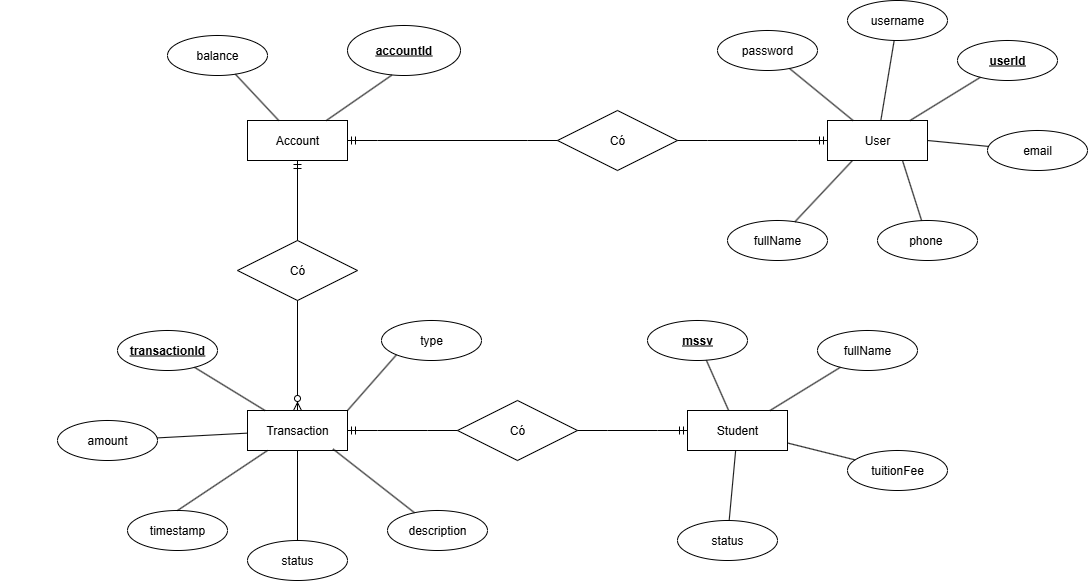 username
balance
accountId
password
userId
Account
Có
User
email
fullName
phone
Có
transactionId
type
mssv
fullName
amount
Transaction
Có
Student
tuitionFee
timestamp
description
status
status